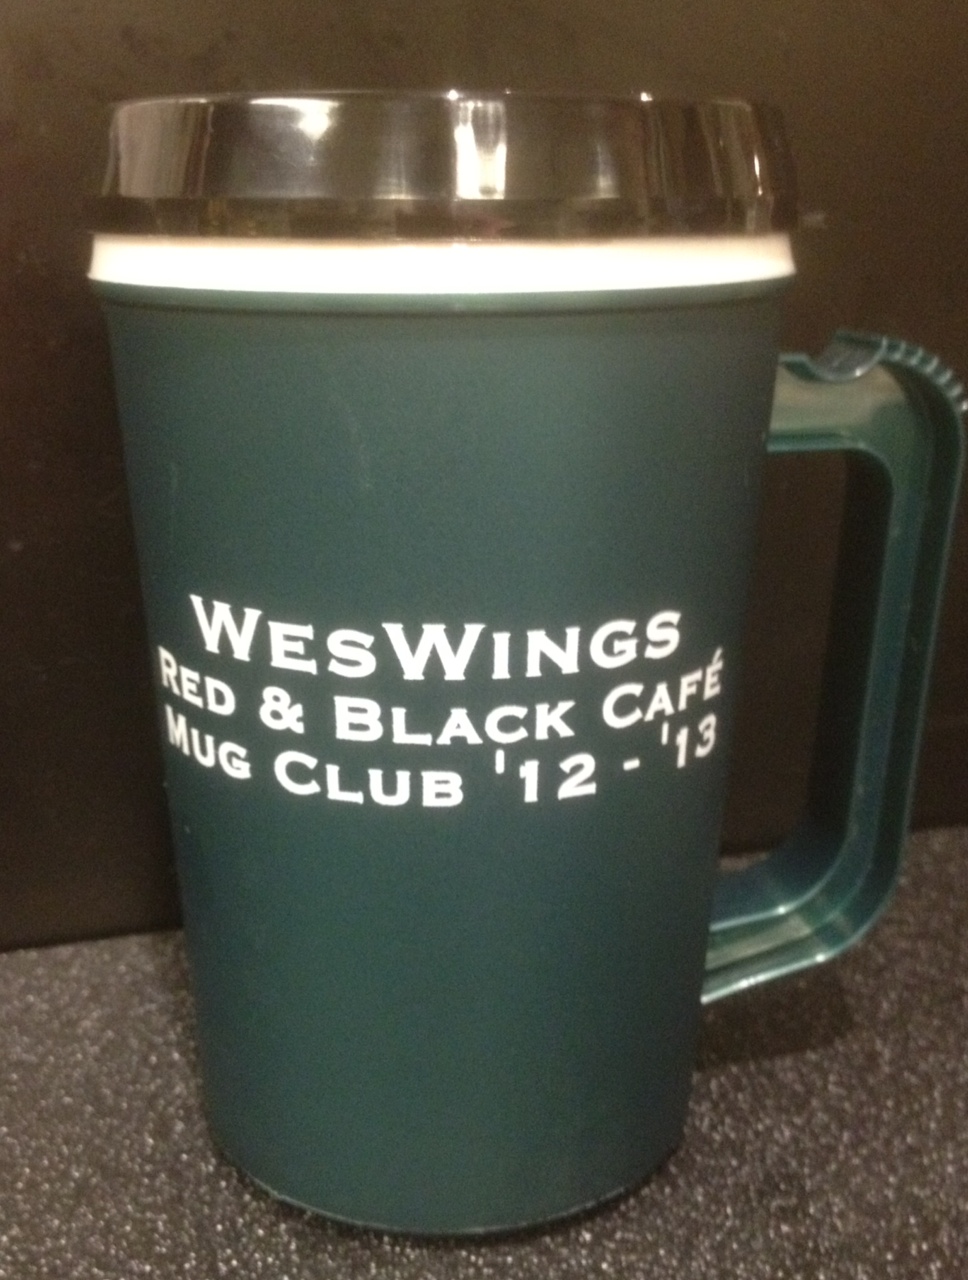 WESWINGS
RED & BLACK CAFÉ
MUG CLUB '12 - '13